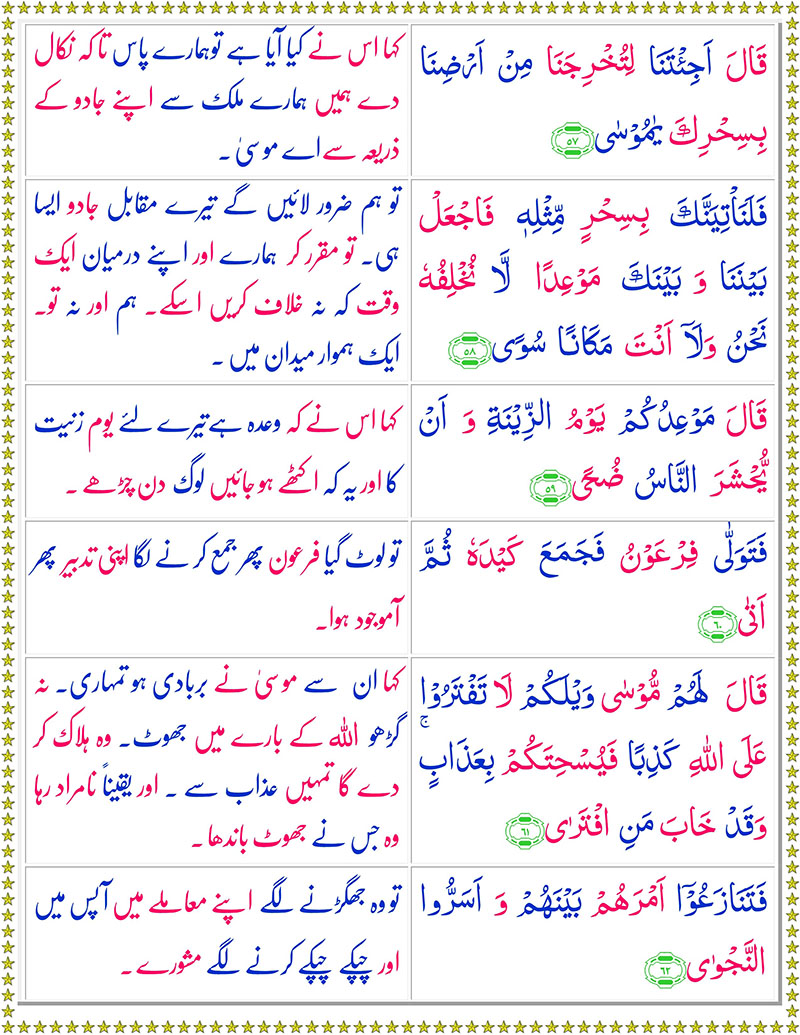 قَالَ اَجِئْتَنَا لِتُخْرِجَنَا مِنْ اَرْضِنَا
بِسِحْرِكَ يٰمُوْسٰى ﴿۵۷﴾
کہا اس نے کیا آیا ہے تو ہمارے پاس تاکہ نکال
دے ہمیں ہمارے ملک سے اپنے جادو کے
ذریعہ سے اے موسیٰ ۔
فَلَنَاْتِيَنَّكَ بِسِحْرٍ مِّثْلِهٖ فَاجْعَلْ
بَيْنَنَا وَ بَيْنَكَ مَوْعِدًا لَّا نُخْلِفُهٗ
نَحْنُ وَلَاۤ اَنْتَ مَكَانًا سُوًى ﴿۵۸﴾
تو ہم ضرور لائیں گے تیرے مقابل جادو ایسا
ہی۔ تو مقرر کر ہمارے اور اپنے درمیان ایک
وقت کہ نہ خلاف کریں اسکے۔ ہم اور نہ تو۔
ایک ہموار میدان میں ۔
قَالَ مَوْعِدُكُمْ يَوْمُ الزِّيْنَةِ وَ اَنْ
يُّحْشَرَ النَّاسُ ضُحًى ﴿۵۹﴾
کہا اس نے کہ وعدہ ہے تیرے لئے یوم زنیت
کا اور یہ کہ اکٹھے ہو جائیں لوگ دن چڑھے ۔
فَتَوَلّٰى فِرْعَوْنُ فَجَمَعَ كَيْدَهٗ ثُمَّ
اَتٰى ﴿۶۰﴾
تو لوٹ گیا فرعون پھر جمع کرنے لگا اپنی تدبیر پھر
آموجود ہوا۔
قَالَ لَهُمْ مُّوْسٰى وَيْلَكُمْ لَا تَفْتَرُوْا
عَلَى اللّٰهِ كَذِبًا فَيُسْحِتَكُمْ بِعَذَابٍ ۚ
وَقَدْ خَابَ مَنِ افْتَرٰى ﴿۶۱﴾
کہا ان سے موسیٰ نے بربادی ہو تمہاری۔ نہ
گڑھو اللہ کے بارے میں جھوٹ۔ وہ ہلاک کر
دے گا تمہیں عذاب سے ۔ اور یقیناً نامراد رہا
وہ جس نے جھوٹ باندھا ۔
فَتَنَازَعُوْۤا اَمْرَهُمْ بَيْنَهُمْ وَ اَسَرُّوا
النَّجْوٰى ﴿۶۲﴾
تو وہ جھگڑنے لگے اپنے معاملے میں آپس میں
اور چپکے چپکے کرنے لگے مشورے ۔